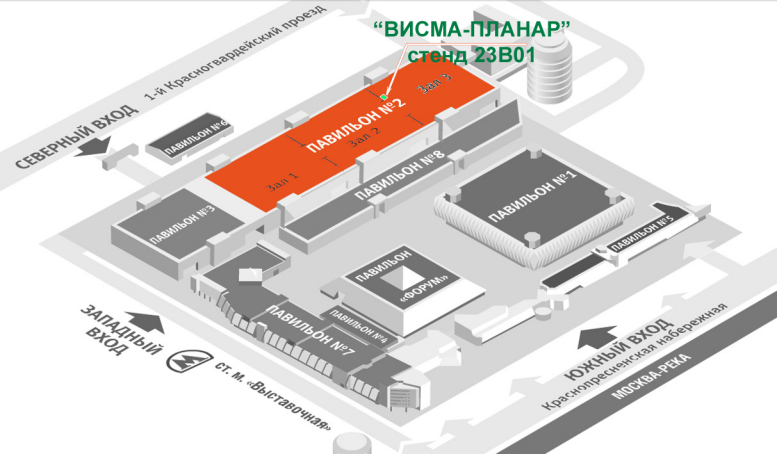 “ВИСМА-ПЛАНАР”
стенд 23B01
1-й Красногвардейский проезд
СЕВЕРНЫЙ ВХОД
ПАВИЛЬОН №6
ПАВИЛЬОН №2
Зал 3
Зал 2
Зал 1
ПАВИЛЬОН №8
ПАВИЛЬОН №1
ПАВИЛЬОН №3
ПАВИЛЬОН №5
ПАВИЛЬОН
«ФОРУМ»
ПАВИЛЬОН №4
ПАВИЛЬОН №7
ЗАПАДНЫЙ
ВХОД
ст. м. «Выставочная»
ЮЖНЫЙ ВХОД
Краснопресненская набережная
МОСКВА-РЕКА